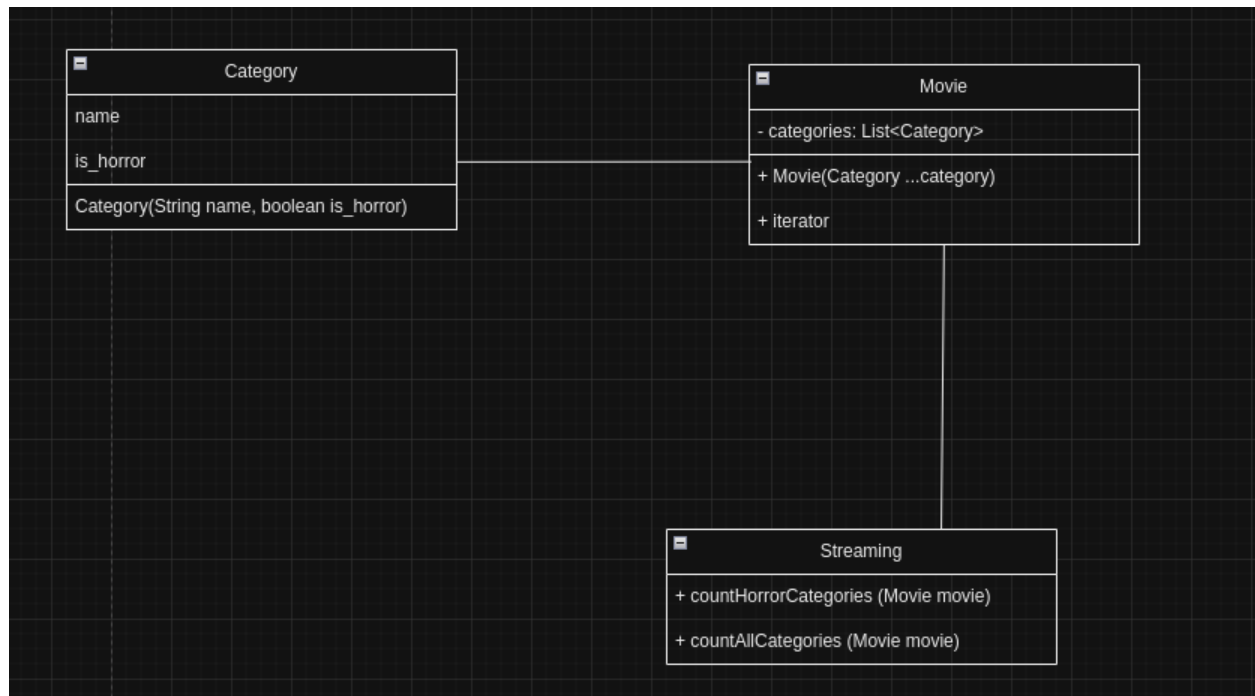 Category
name
is_horror
Category(String name, boolean is_horror)
Movie
- categories: List<Category>
+ Movie(Category ...category)
+ iterator
Streaming
+ countHorrorCategories (Movie movie)
+ countAllCategories (Movie movie)